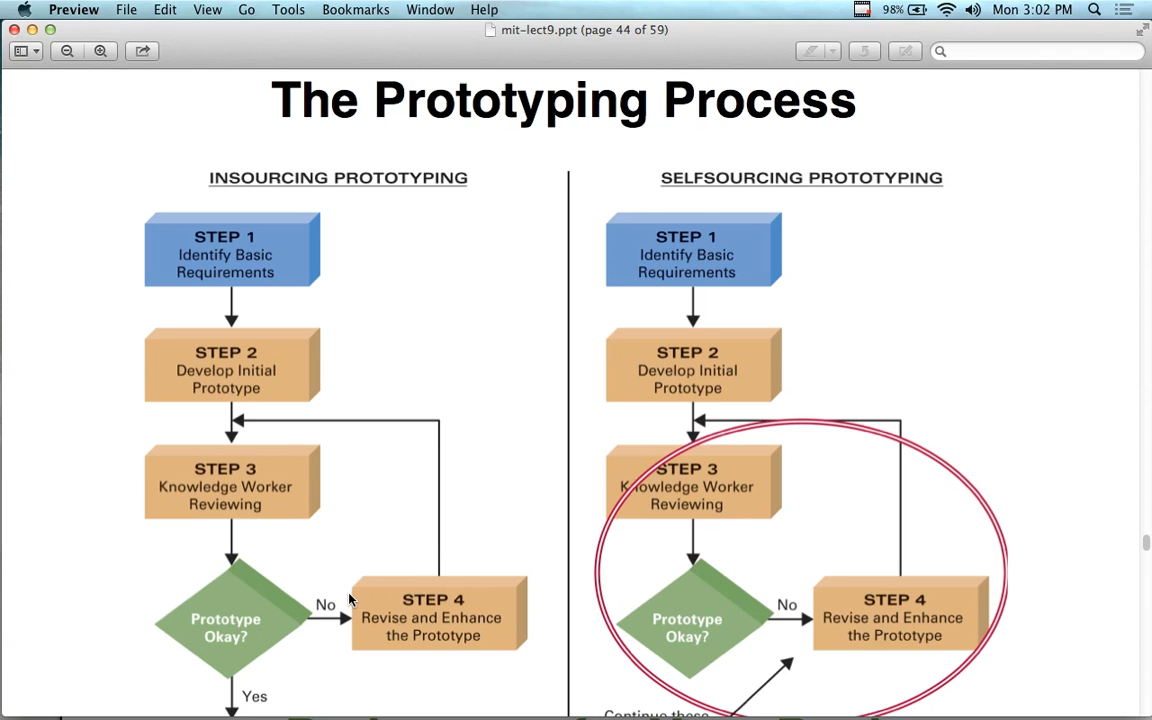 Preview File Edit View Go Tools Bookmarks Window Help 98% Mon 3:02 PM
mit-lect9.ppt (page 44 of 59)
The Prototyping Process
INSOURCING PROTOTYPING
STEP 1
Identify Basic
Requirements
STEP 2
Develop Initial
Prototype
STEP 3
Knowledge Worker
Reviewing
Prototype
Okay?
No
STEP 4
Revise and Enhance
the Prototype
Yes
SELFSOURCING PROTOTYPING
STEP 1
Identify Basic
Requirements
STEP 2
Develop Initial
Prototype
STEP 3
Knowledge Worker
Reviewing
Prototype
Okay?
No
STEP 4
Revise and Enhance
the Prototype
Continue these